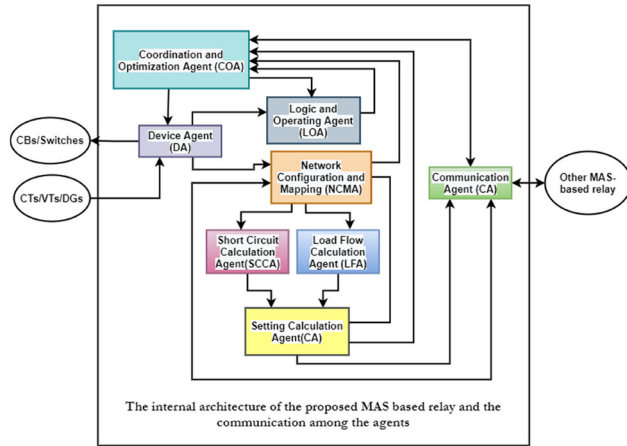 Coordination and
Optimization Agent (COA)
Logic and
Operating Agent
(LOA)
CBs/Switches
Device Agent
(DA)
Network
Configuration and
Mapping (NCMA)
Communication
Agent (CA)
Other MAS-
based relay
CTs/VTs/DGs
Short Circuit
Calculation
Agent(SCCA)
Load Flow
Calculation
Agent (LFA)
Setting Calculation
Agent(CA)
The internal architecture of the proposed MAS based relay and the
communication among the agents